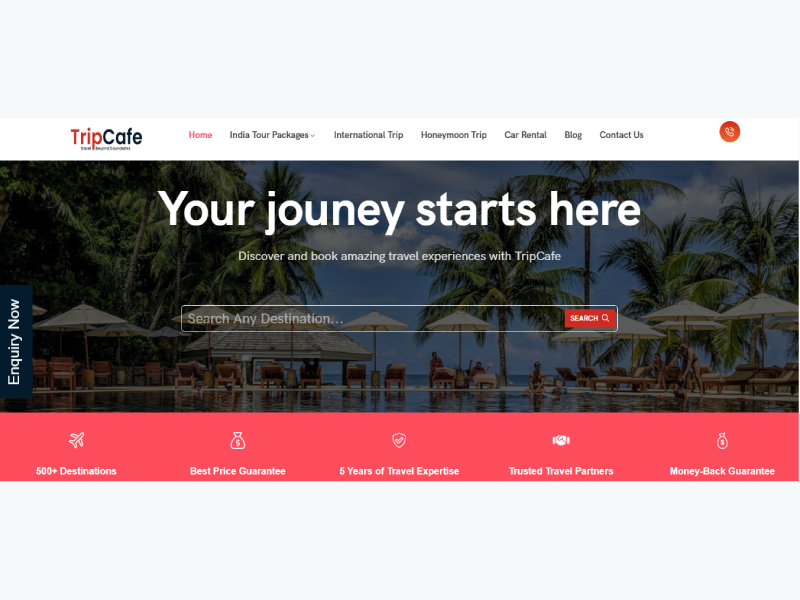 TripCafe
travel beyond boundaries
Home
India Tour Packages
International Trip
Honeymoon Trip
Car Rental
Blog
Contact Us
Your jouney starts here
Discover and book amazing travel experiences with TripCafe
Search Any Destination...
SEARCH
Enquiry Now
500+ Destinations
Best Price Guarantee
5 Years of Travel Expertise
Trusted Travel Partners
Money-Back Guarantee